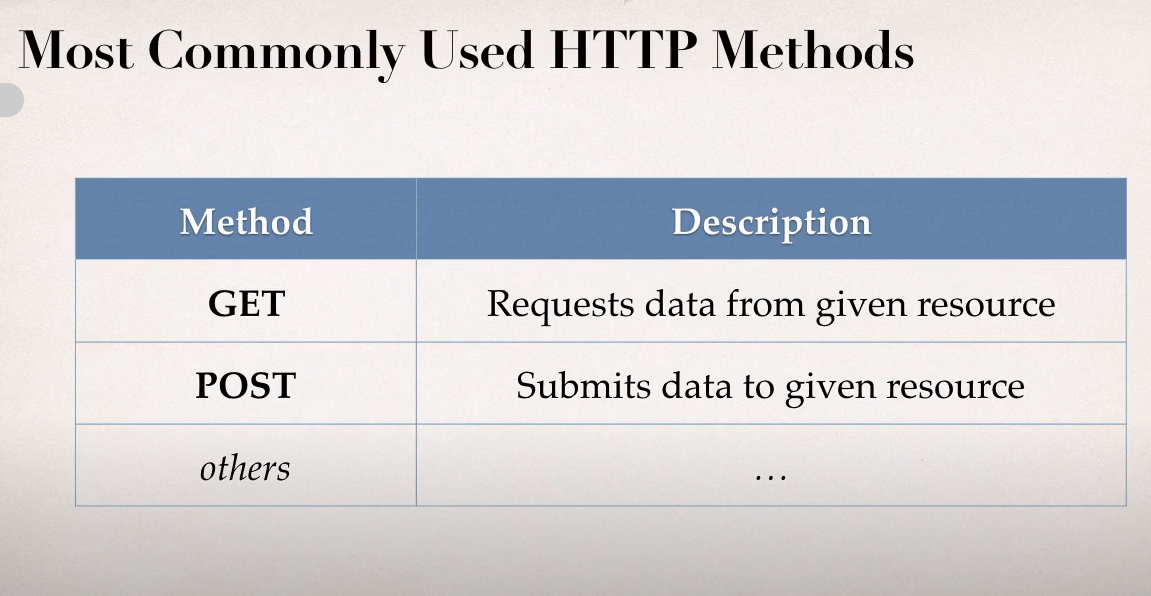 Most Commonly Used HTTP Methods
Method Description
GET Requests data from given resource
POST Submits data to given resource
others …